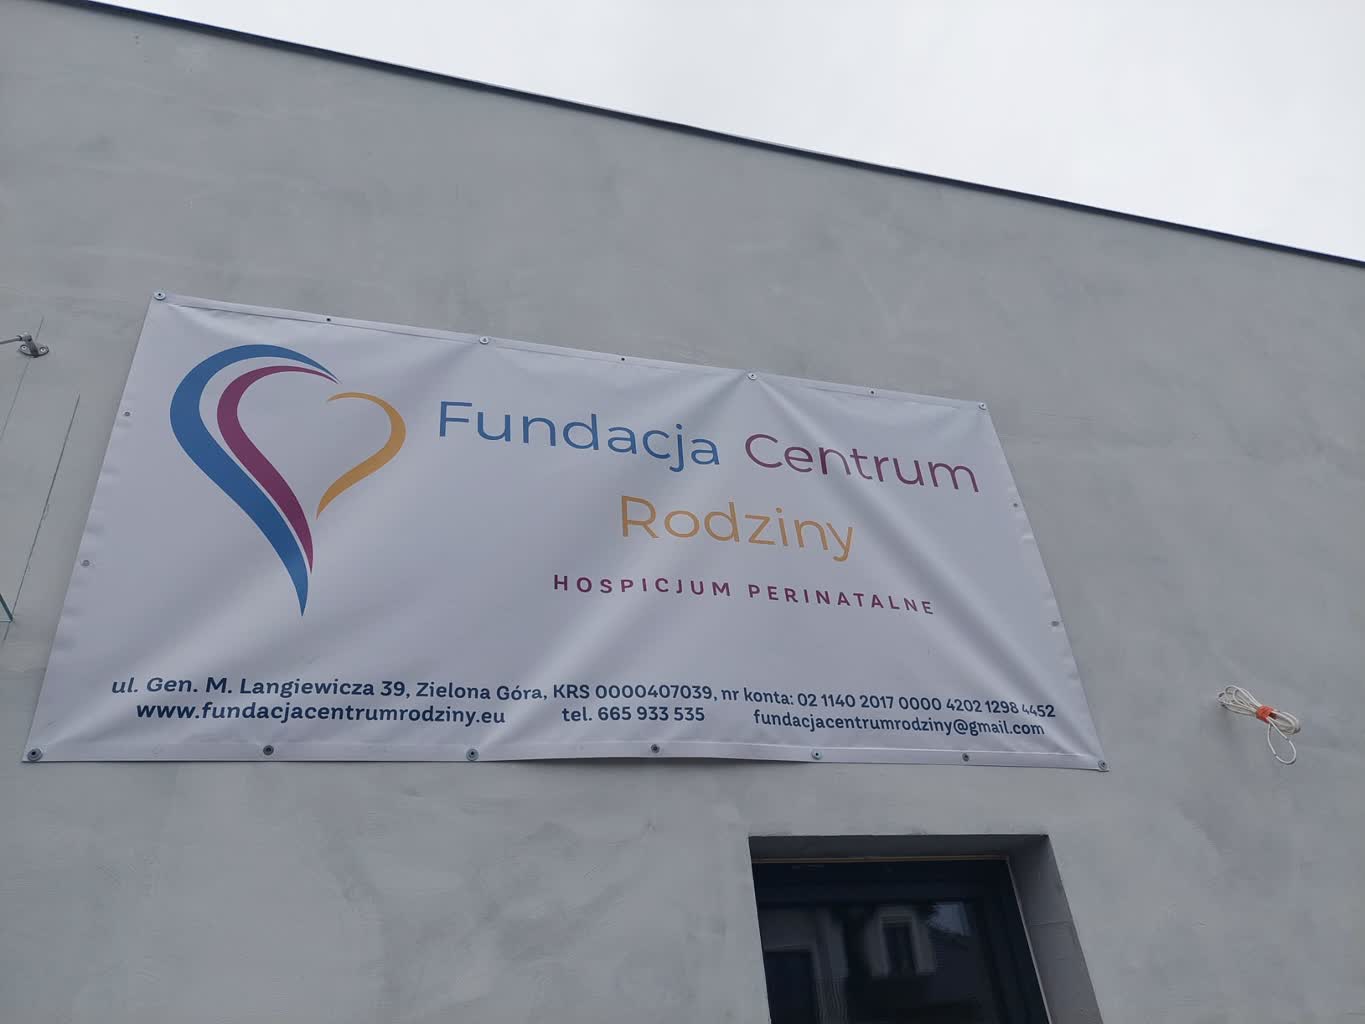 Fundacja Centrum
Rodziny
HOSPICJUM PERINATALNE
ul. Gen. M. Langiewicza 39, Zielona Góra, KRS 0000407039, nr konta: 02 1140 2017 0000 4202 1298 4452
www.fundacjacentrumrodziny.eu tel. 665 933 535 fundacjacentrumrodziny@gmail.com